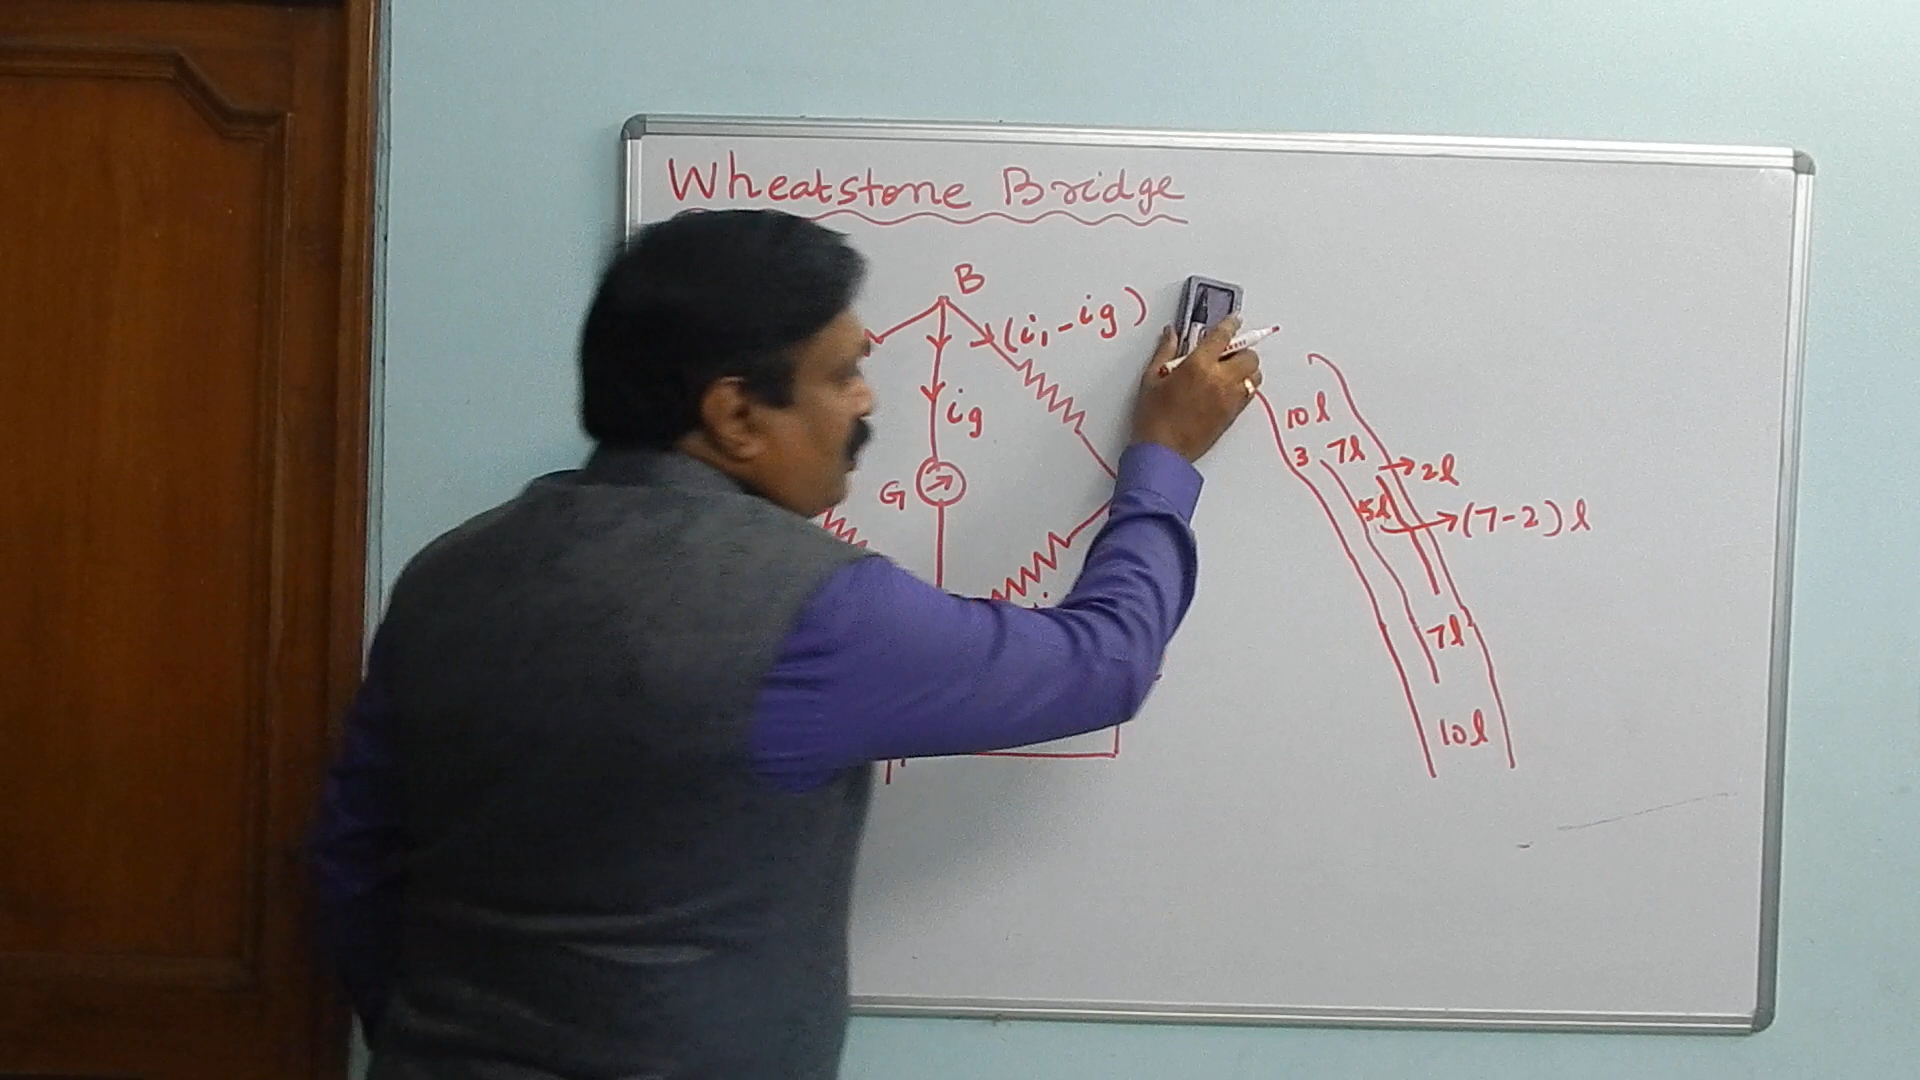 Wheatstone Bridge
B
(i₁-ig)
ig
G
10l
3 7l
2l
5l
(7-2)l
7l
10l